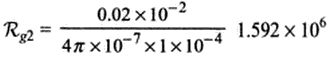 ℛg2 = 0.02 × 10⁻² / 4π × 10⁻⁷ × 1 × 10⁻⁴ 1.592 × 10⁶